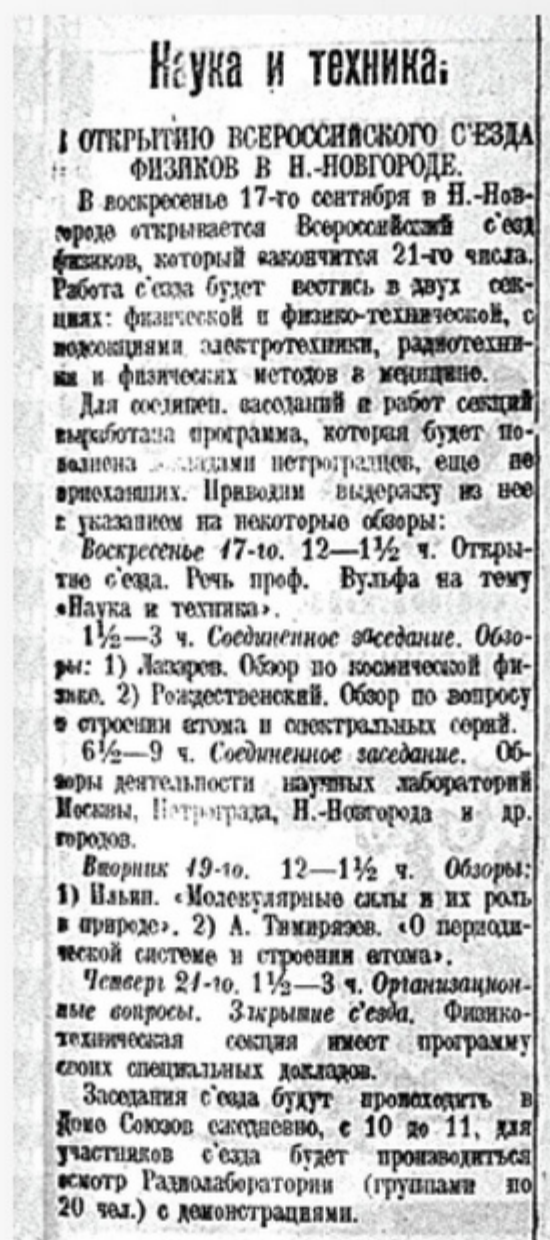 Наука и техника.
К ОТКРЫТИЮ ВСЕРОССИЙСКОГО С'ЕЗДА
ФИЗИКОВ В Н.-НОВГОРОДЕ.
В воскресенье 17-го сентября в Н.-Нов-
городе открывается Всероссийский с'езд
физиков, который закончится 21-го числа.
Работа с'езда будет вестись в двух сек-
циях: физической и физико-технической, с
подсекциями электротехники, радиотехни-
ки и физических методов в медицине.
Для соединен. заседаний и работ секций
выработана программа, которая будет по-
полнена докладами петроградцев, еще не
приехавших. Приводим выдержку из нее
с указанием на некоторые обзоры:
Воскресенье 17-го. 12—1½ ч. Откры-
тие с'езда. Речь проф. Вульфа на тему
«Наука и техника».
1½—3 ч. Соединенное заседание. Обзо-
ры: 1) Лазарев. Обзор по космической фи-
зике. 2) Рождественский. Обзор по вопросу
о строении атома и спектральных серий.
6½—9 ч. Соединенное заседание. Об-
зоры деятельности научных лабораторий
Москвы, Петрограда, Н.-Новгорода и др.
городов.
Вторник 19-го. 12—1½ ч. Обзоры:
1) Ильин. «Молекулярные силы и их роль
в природе». 2) А. Тимирязев. «О периоди-
ческой системе и строении атома».
Четверг 21-го. 1½—3 ч. Организацион-
ные вопросы. Закрытие с'езда. Физико-
техническая секция имеет программу
своих специальных докладов.
Заседания с'езда будут происходить в
Доме Союзов ежедневно, с 10 до 11, для
участников с'езда будет производиться
осмотр Радиолаборатории (группами по
20 чел.) с демонстрациями.